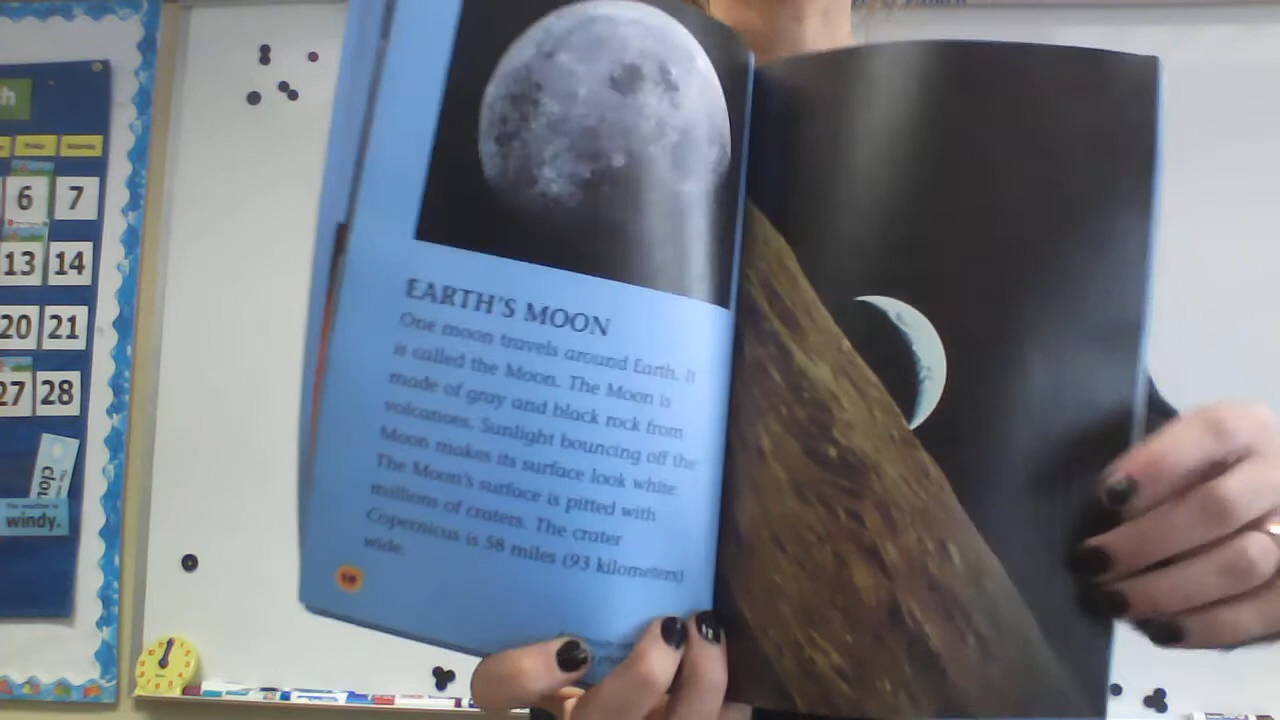 h
6 7
13 14
20 21
27 28
windy.
EARTH'S MOON
One moon travels around Earth. It
is called the Moon. The Moon is
made of gray and black rock from
volcanoes. Sunlight bouncing off the
Moon makes its surface look white.
The Moon's surface is pitted with
millions of craters. The crater
Copernicus is 58 miles (93 kilometers)
wide.